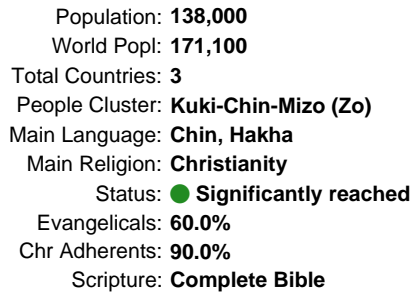 Population: 138,000
World Popl: 171,100
Total Countries: 3
People Cluster: Kuki-Chin-Mizo (Zo)
Main Language: Chin, Hakha
Main Religion: Christianity
Status: Significantly reached
Evangelicals: 60.0%
Chr Adherents: 90.0%
Scripture: Complete Bible